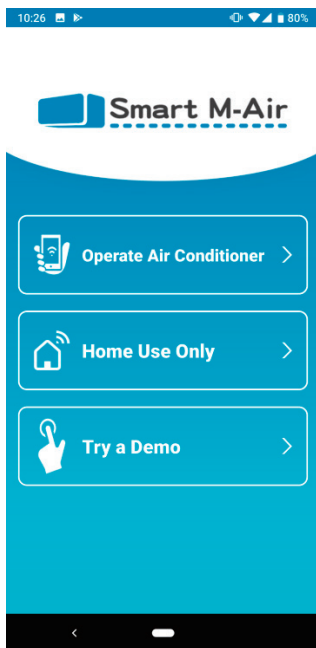 10:26
80%
Smart M-Air
Operate Air Conditioner
Home Use Only
Try a Demo